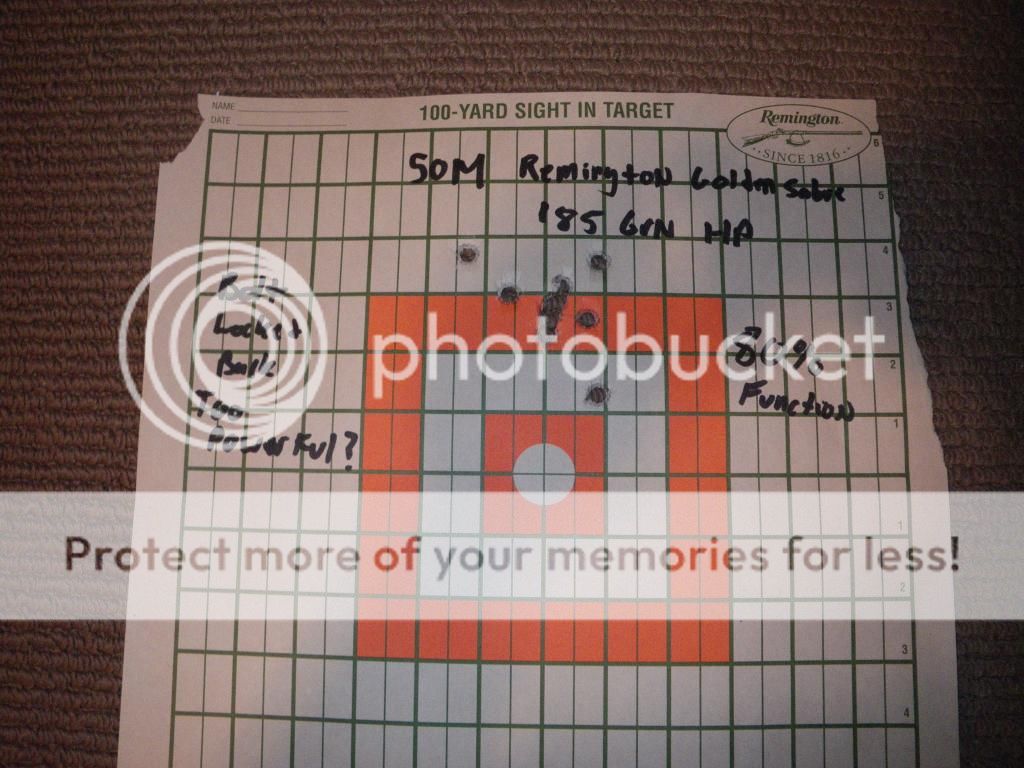 NAME
DATE
100-YARD SIGHT IN TARGET
Remington
SINCE 1816
6
50M Remington Golden Sabre
5
185 GrN HP
4
Bolt
3
Locked
Back
80%
2
Too
Function
1
Powerful?
photobucket
1
Protect more of your memories for less!
2
3
4